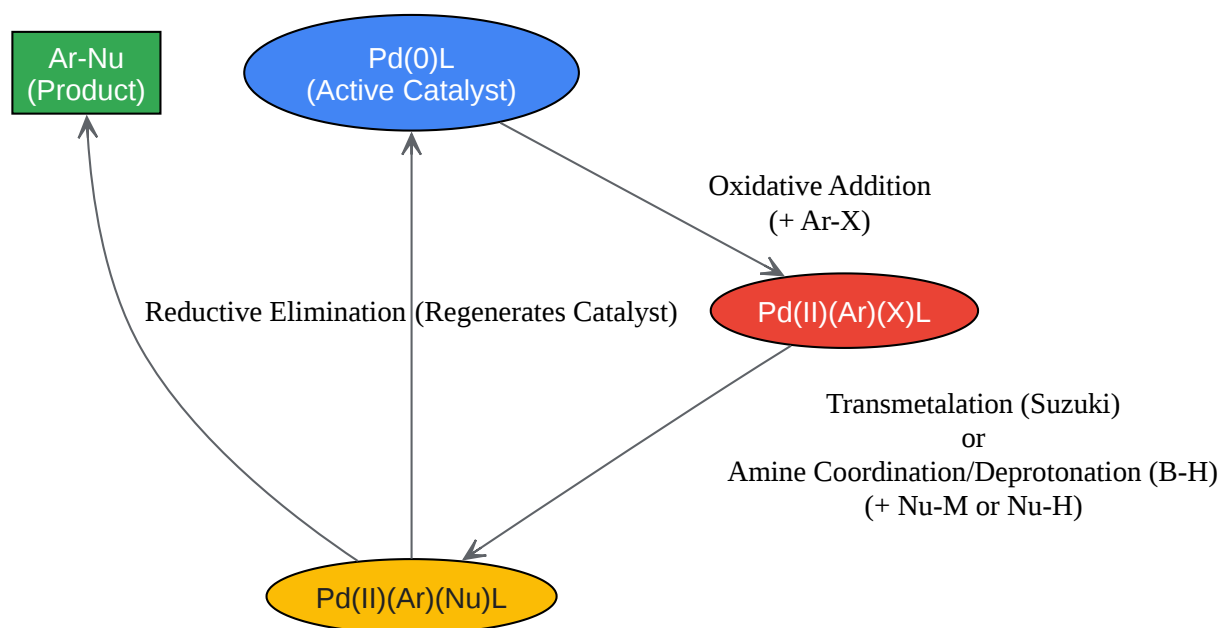 Ar-Nu
(Product)
Pd(0)L
(Active Catalyst)
Oxidative Addition
(+ Ar-X)
Reductive Elimination (Regenerates Catalyst)
Pd(II)(Ar)(X)L
Transmetalation (Suzuki)
or
Amine Coordination/Deprotonation (B-H)
(+ Nu-M or Nu-H)
Pd(II)(Ar)(Nu)L